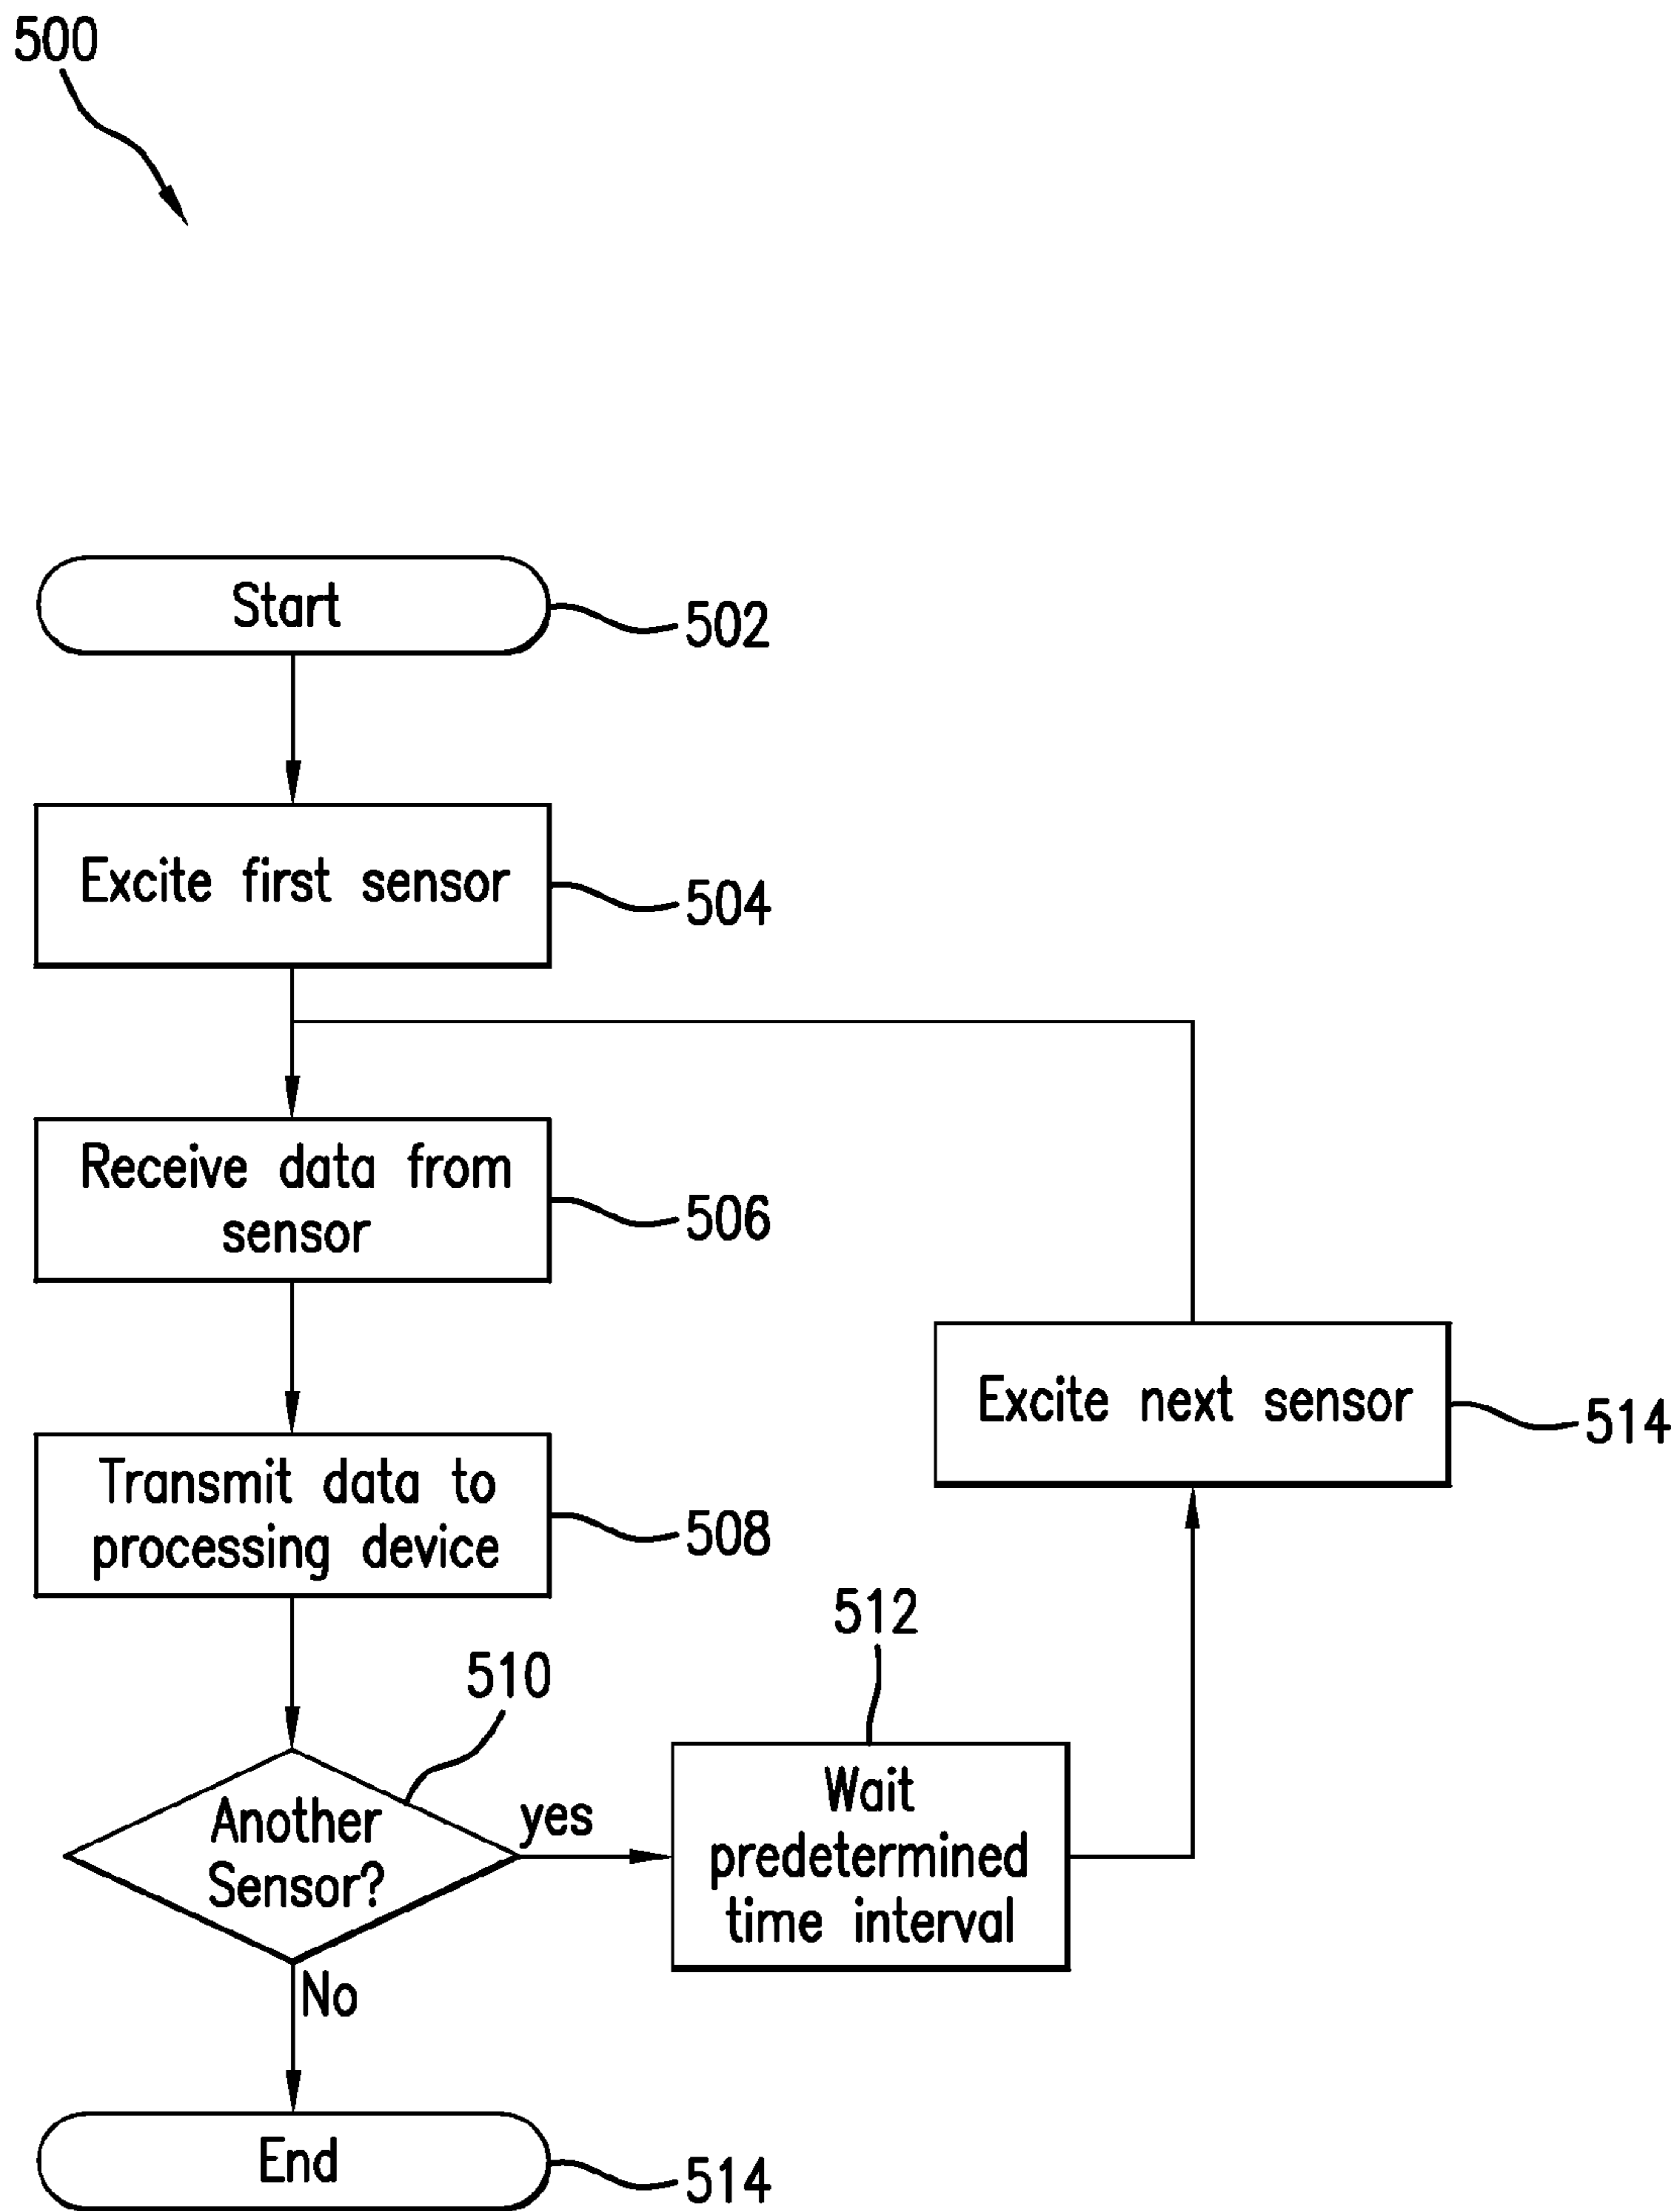 500
Start
502
Excite first sensor
504
Receive data from
sensor
506
Excite next sensor
514
Transmit data to
processing device
508
512
510
Another
Sensor?
yes
Wait
predetermined
time interval
No
End
514